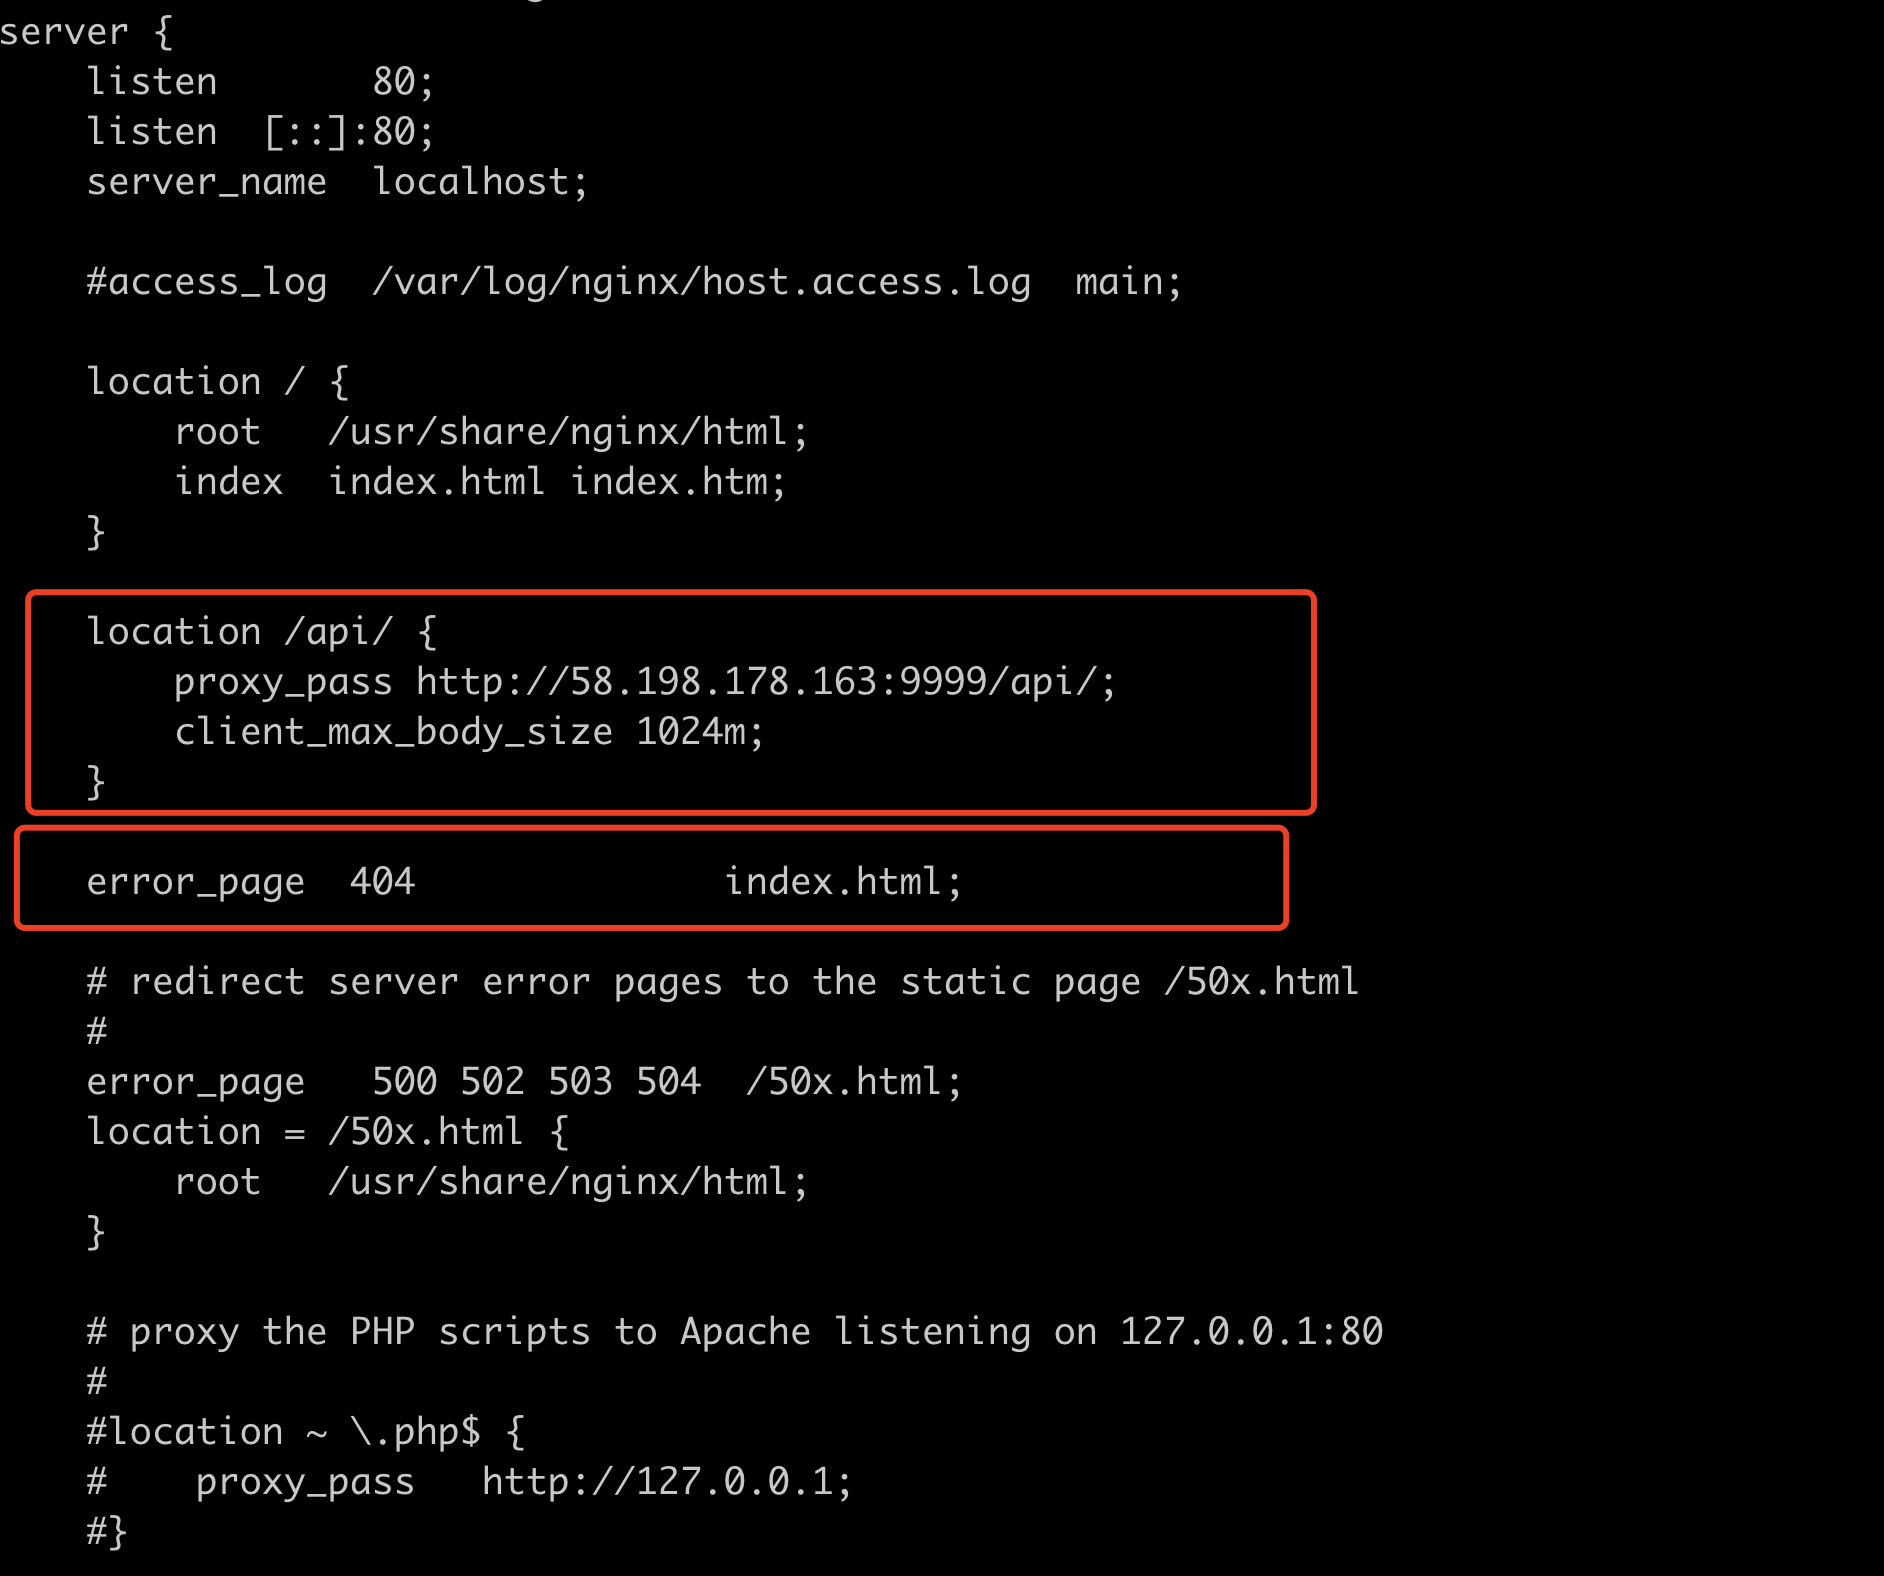 server {
    listen       80;
    listen  [::]:80;
    server_name  localhost;

    #access_log  /var/log/nginx/host.access.log  main;

    location / {
        root   /usr/share/nginx/html;
        index  index.html index.htm;
    }

    location /api/ {
        proxy_pass http://58.198.178.163:9999/api/;
        client_max_body_size 1024m;
    }

    error_page  404              index.html;

    # redirect server error pages to the static page /50x.html
    #
    error_page   500 502 503 504  /50x.html;
    location = /50x.html {
        root   /usr/share/nginx/html;
    }

    # proxy the PHP scripts to Apache listening on 127.0.0.1:80
    #
    #location ~ \.php$ {
    #    proxy_pass   http://127.0.0.1;
    #}